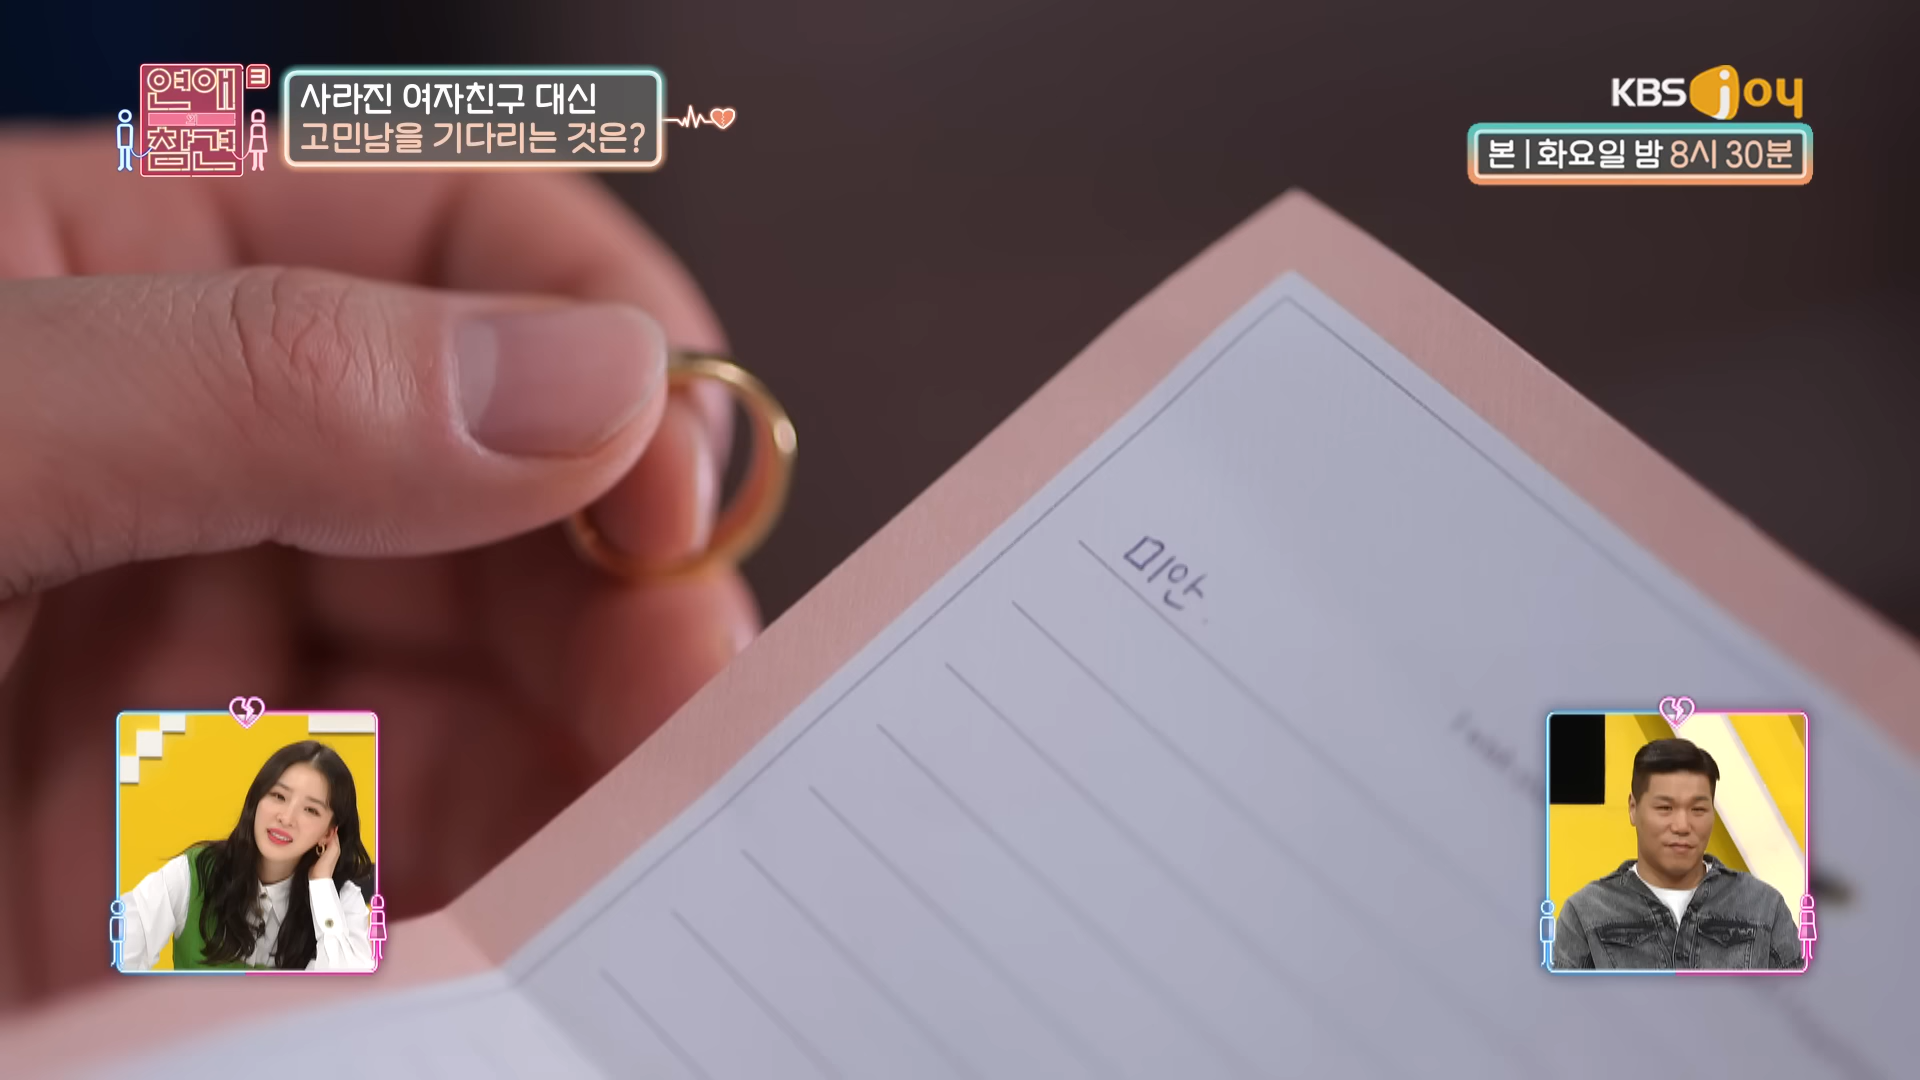 연애의 참견 3
사라진 여자친구 대신
고민남을 기다리는 것은?
KBS joy
본 | 화요일 밤 8시 30분
미안.